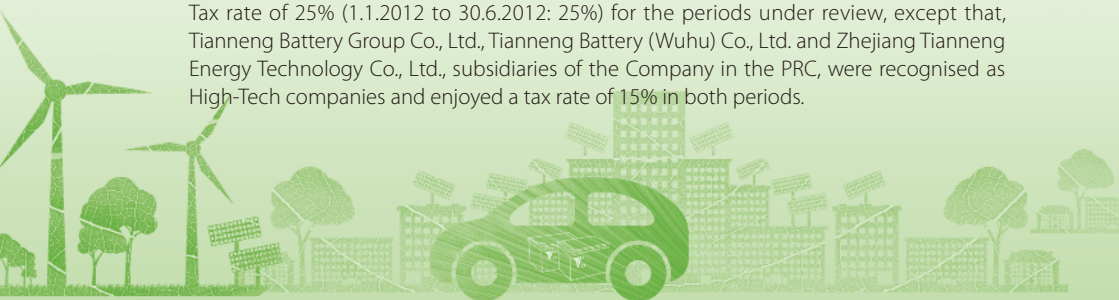 Tax rate of 25% (1.1.2012 to 30.6.2012: 25%) for the periods under review, except that,
Tianneng Battery Group Co., Ltd., Tianneng Battery (Wuhu) Co., Ltd. and Zhejiang Tianneng
Energy Technology Co., Ltd., subsidiaries of the Company in the PRC, were recognised as
High-Tech companies and enjoyed a tax rate of 15% in both periods.